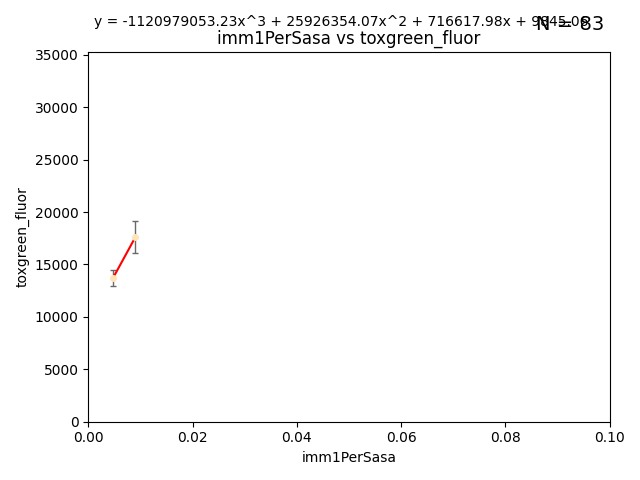 y = -1120979053.23x^3 + 25926354.07x^2 + 716617.98x +
N = 83
imm1PerSasa vs toxgreen_fluor
35000
30000
25000
20000
15000
10000
5000
0
toxgreen_fluor
0.00 0.02 0.04 0.06 0.08 0.10
imm1PerSasa